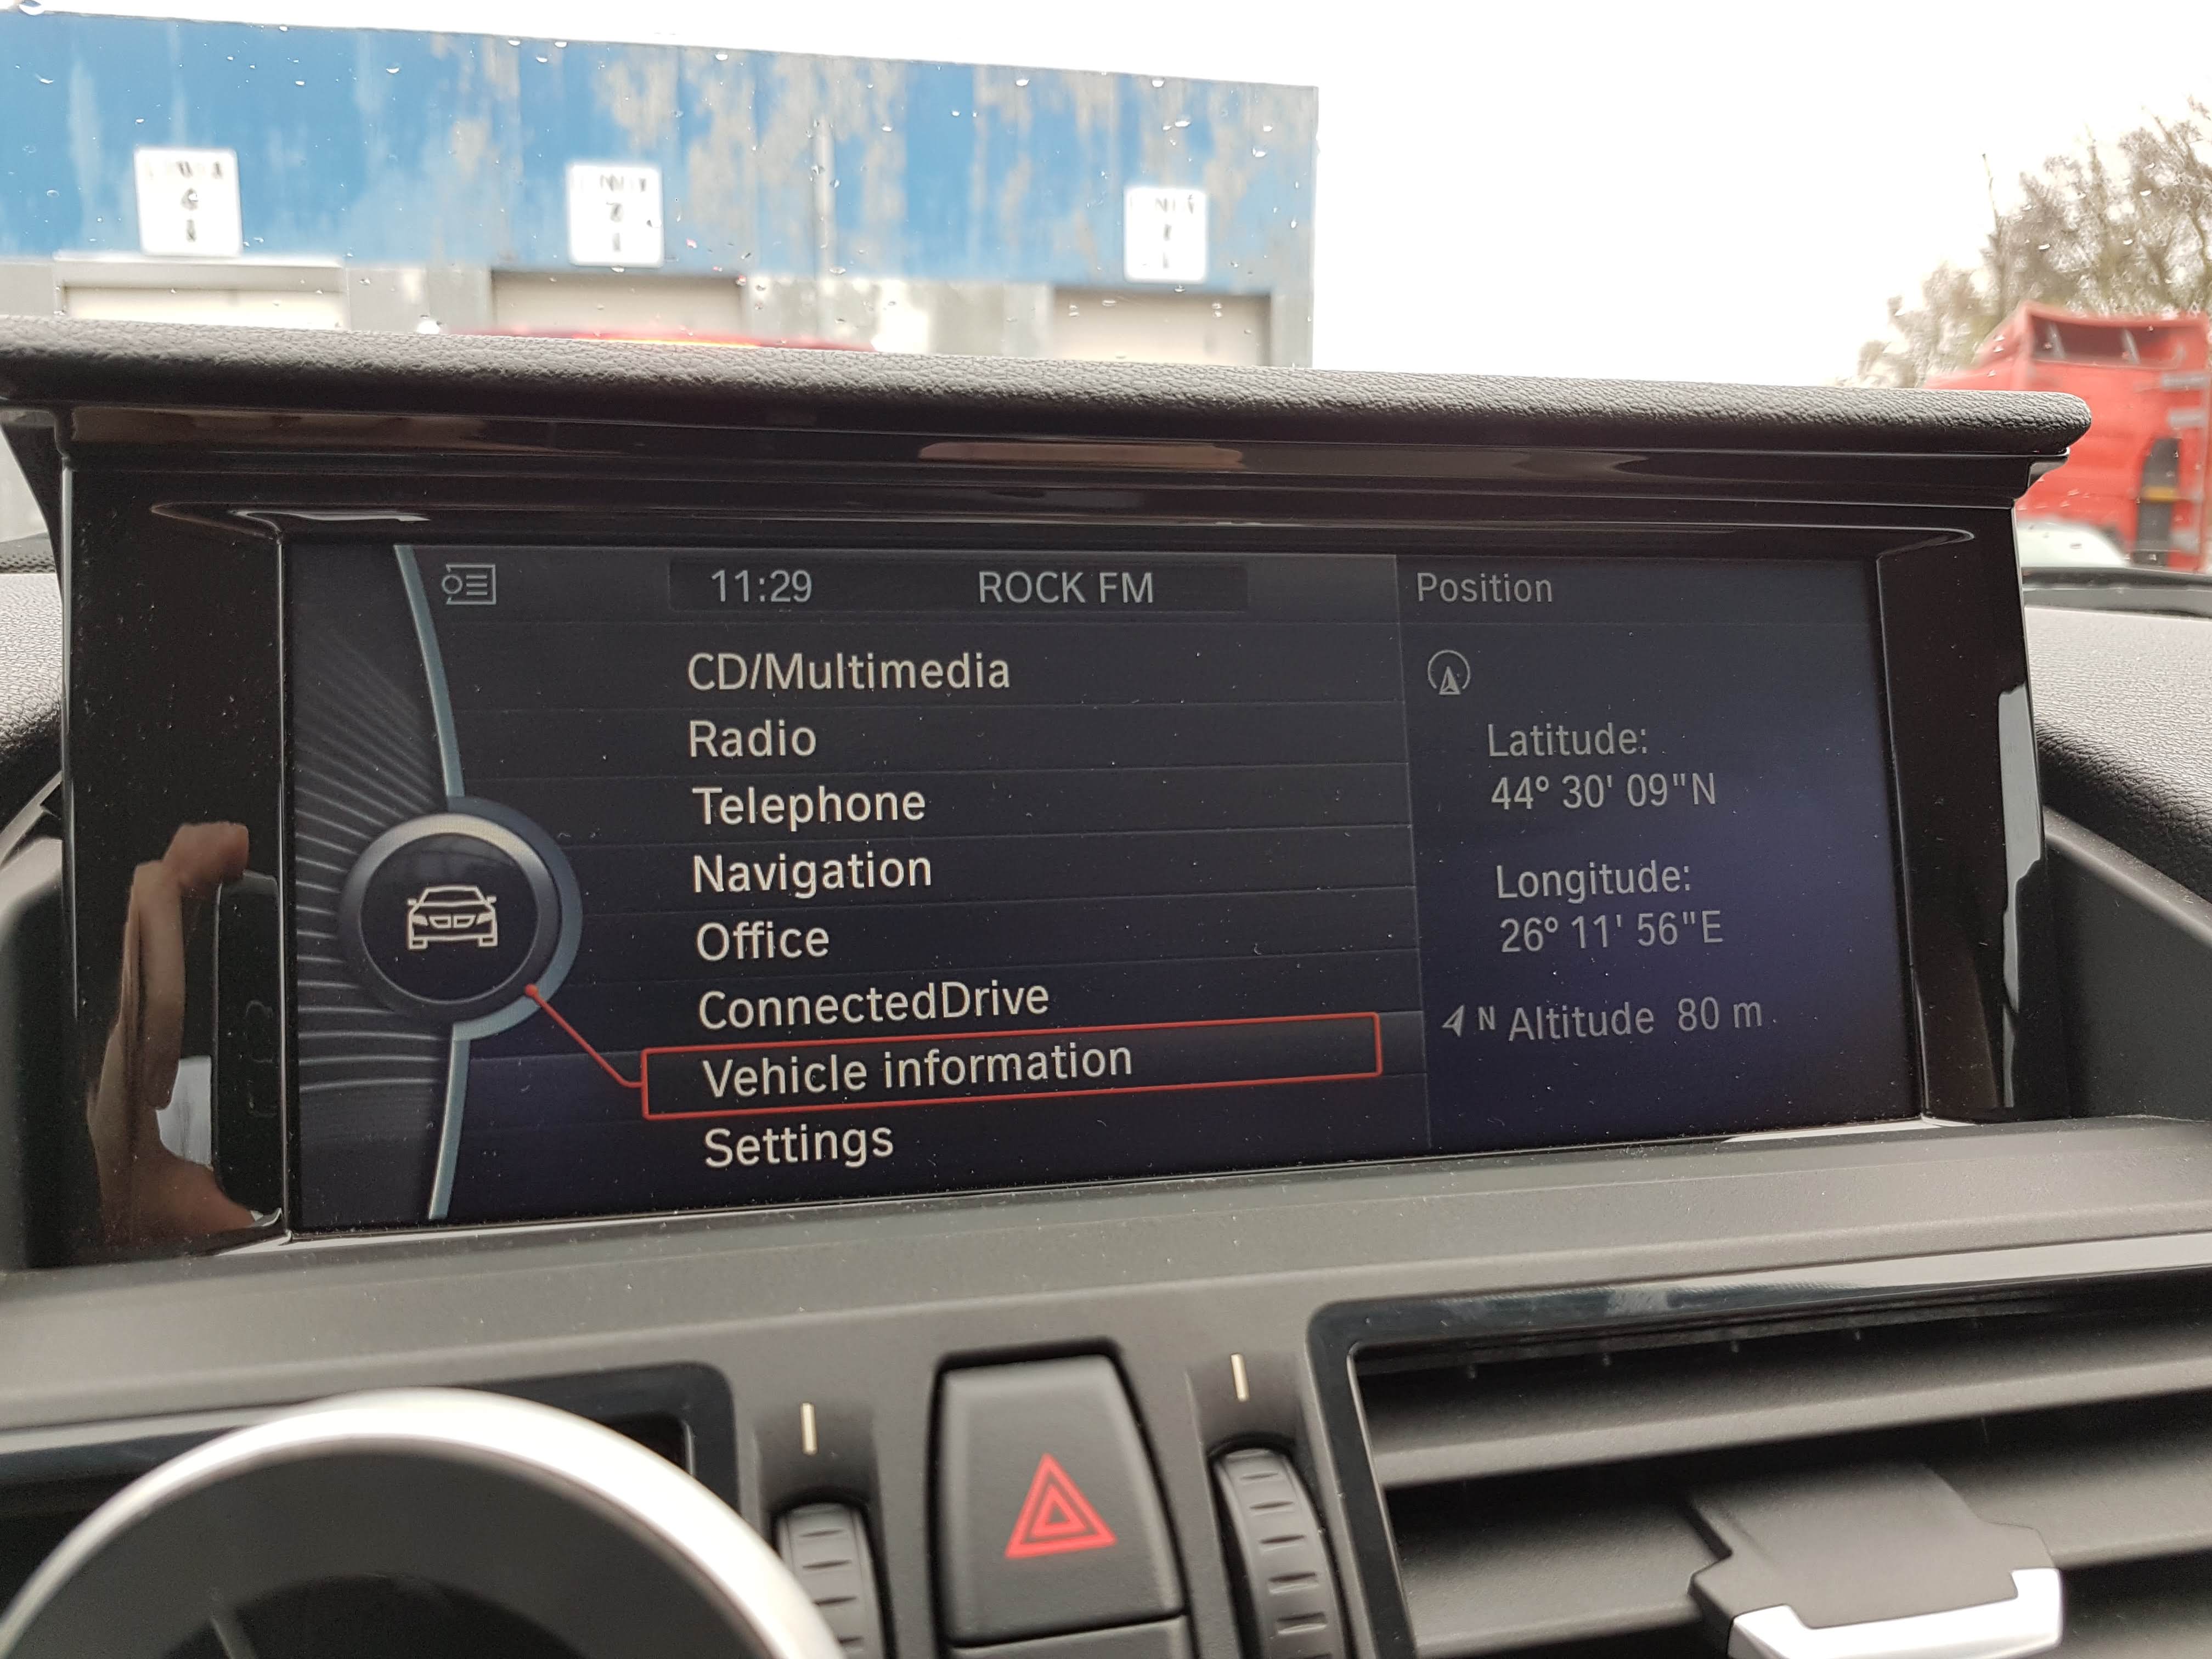 11:29 ROCK FM
Position
CD/Multimedia
Radio
Telephone
Navigation
Office
ConnectedDrive
Vehicle information
Settings
Latitude:
44° 30' 09"N
Longitude:
26° 11' 56"E
N Altitude 80 m